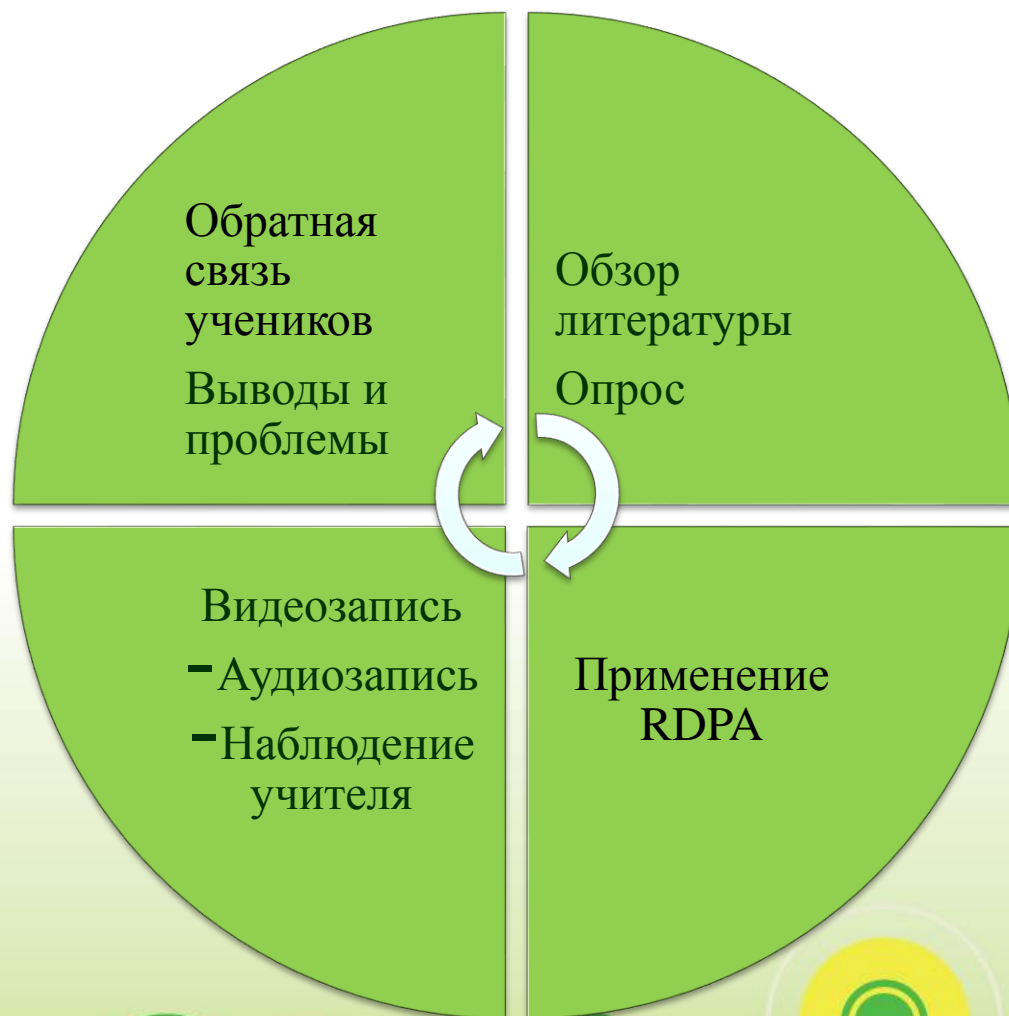 Обратная
связь
учеников
Выводы и
проблемы
Обзор
литературы
Опрос
Видеозапись
-Аудиозапись
-Наблюдение
учителя
Применение
RDPA